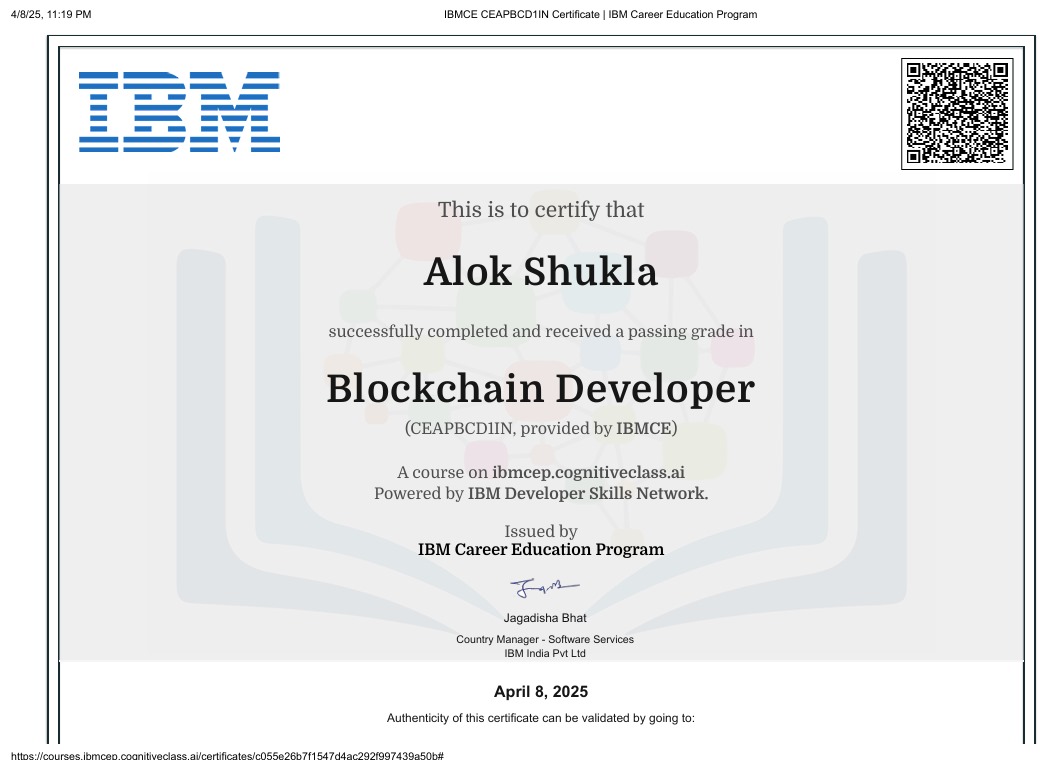 4/8/25, 11:19 PM
IBMCE CEAPBCD1IN Certificate | IBM Career Education Program
IBM
This is to certify that
Alok Shukla
successfully completed and received a passing grade in
Blockchain Developer
(CEAPBCD1IN, provided by IBMCE)
A course on ibmcep.cognitiveclass.ai
Powered by IBM Developer Skills Network.
Issued by
IBM Career Education Program
Jagadisha Bhat
Country Manager - Software Services
IBM India Pvt Ltd
April 8, 2025
Authenticity of this certificate can be validated by going to:
https://courses.ibmcep.cognitiveclass.ai/certificates/c055e26b7f1547d4ac292f997439a50b#